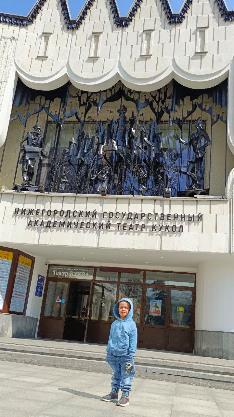 НИЖЕГОРОДСКИЙ ГОСУДАРСТВЕННЫЙ
АКАДЕМИЧЕСКИЙ ТЕАТР КУКОЛ